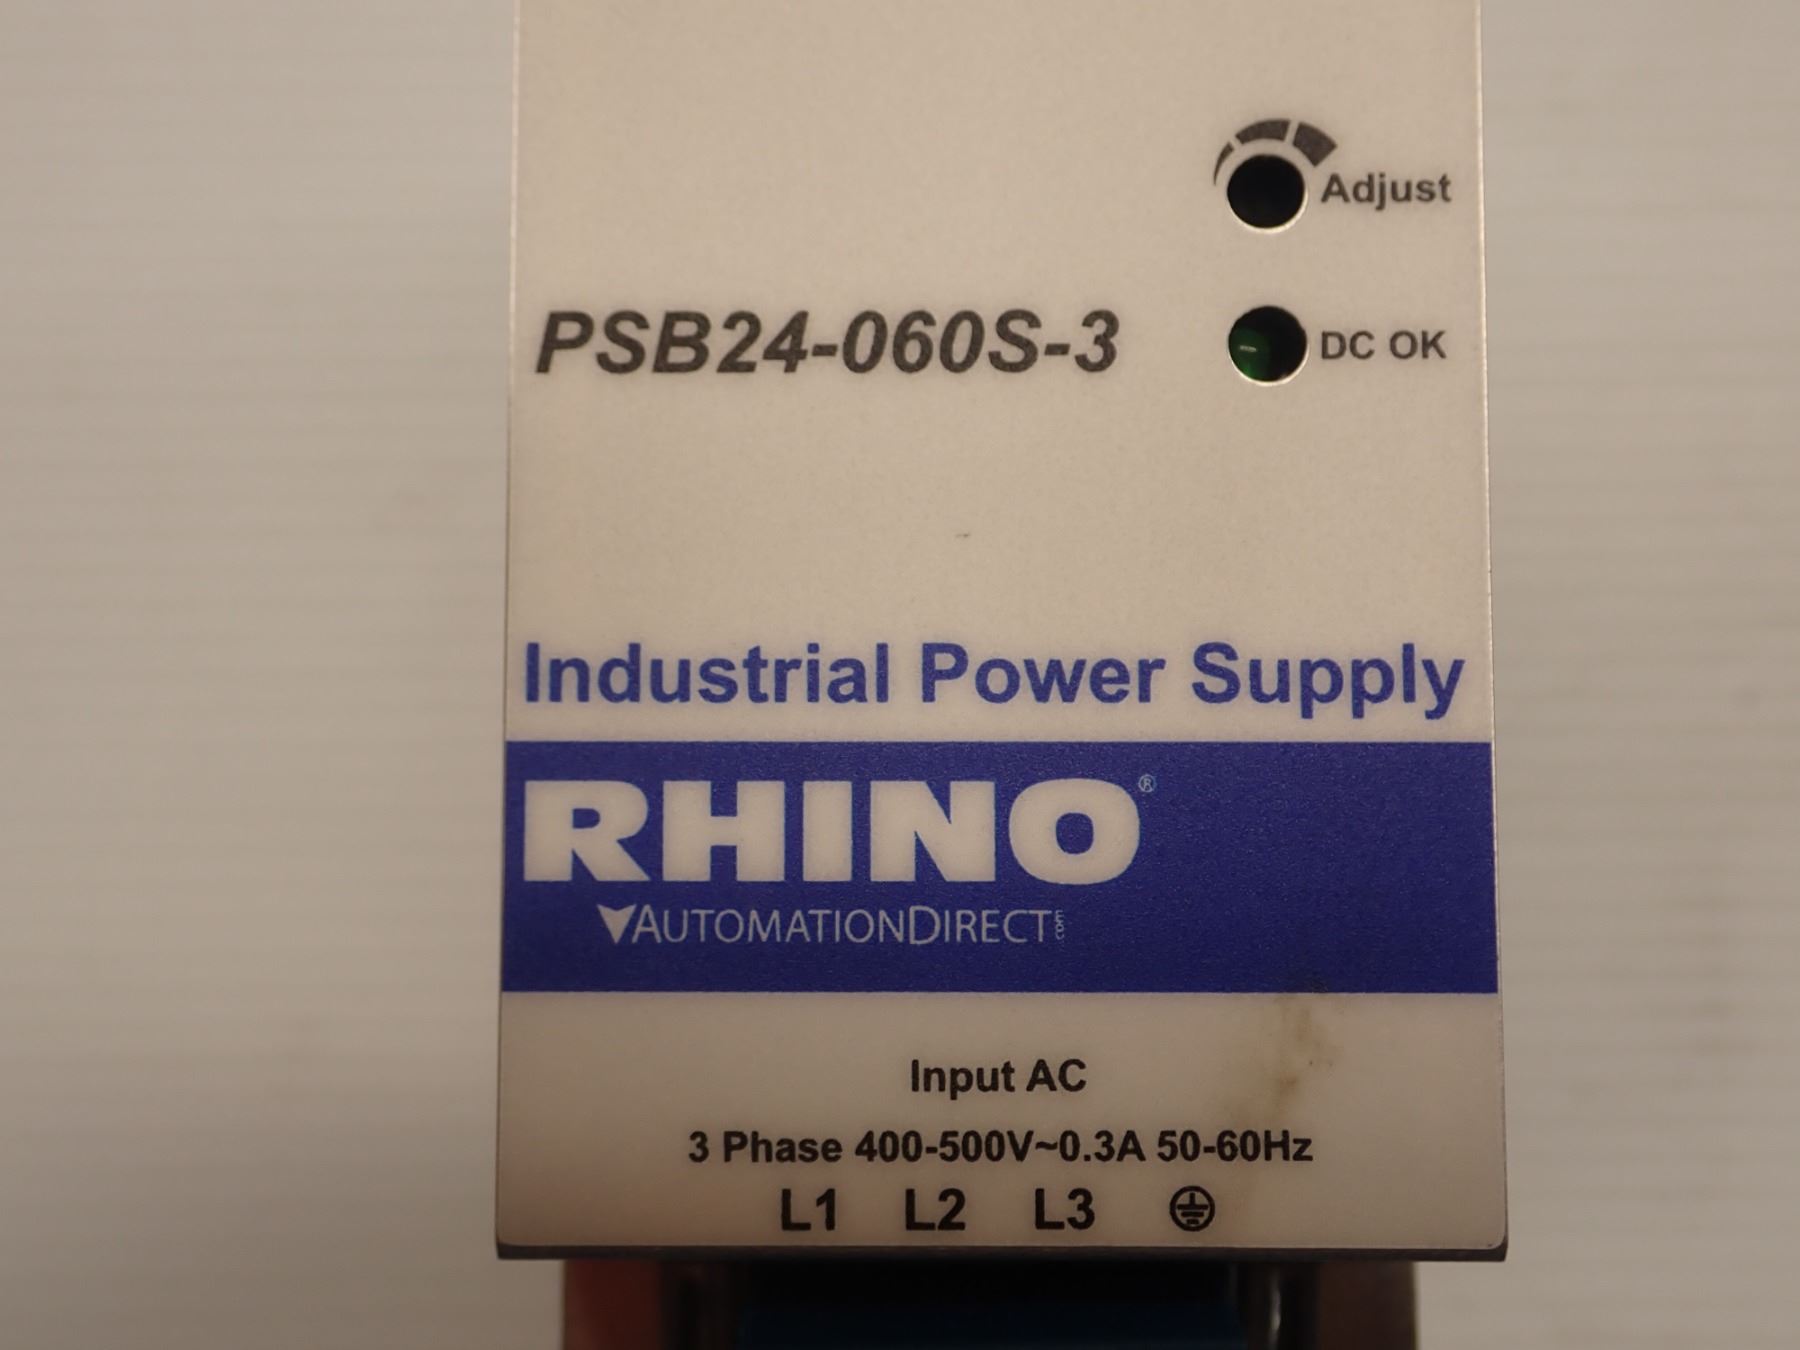 Adjust
PSB24-060S-3
DC OK
Industrial Power Supply
RHINO®
AUTOMATIONDIRECT.com
Input AC
3 Phase 400-500V~0.3A 50-60Hz
L1 L2 L3